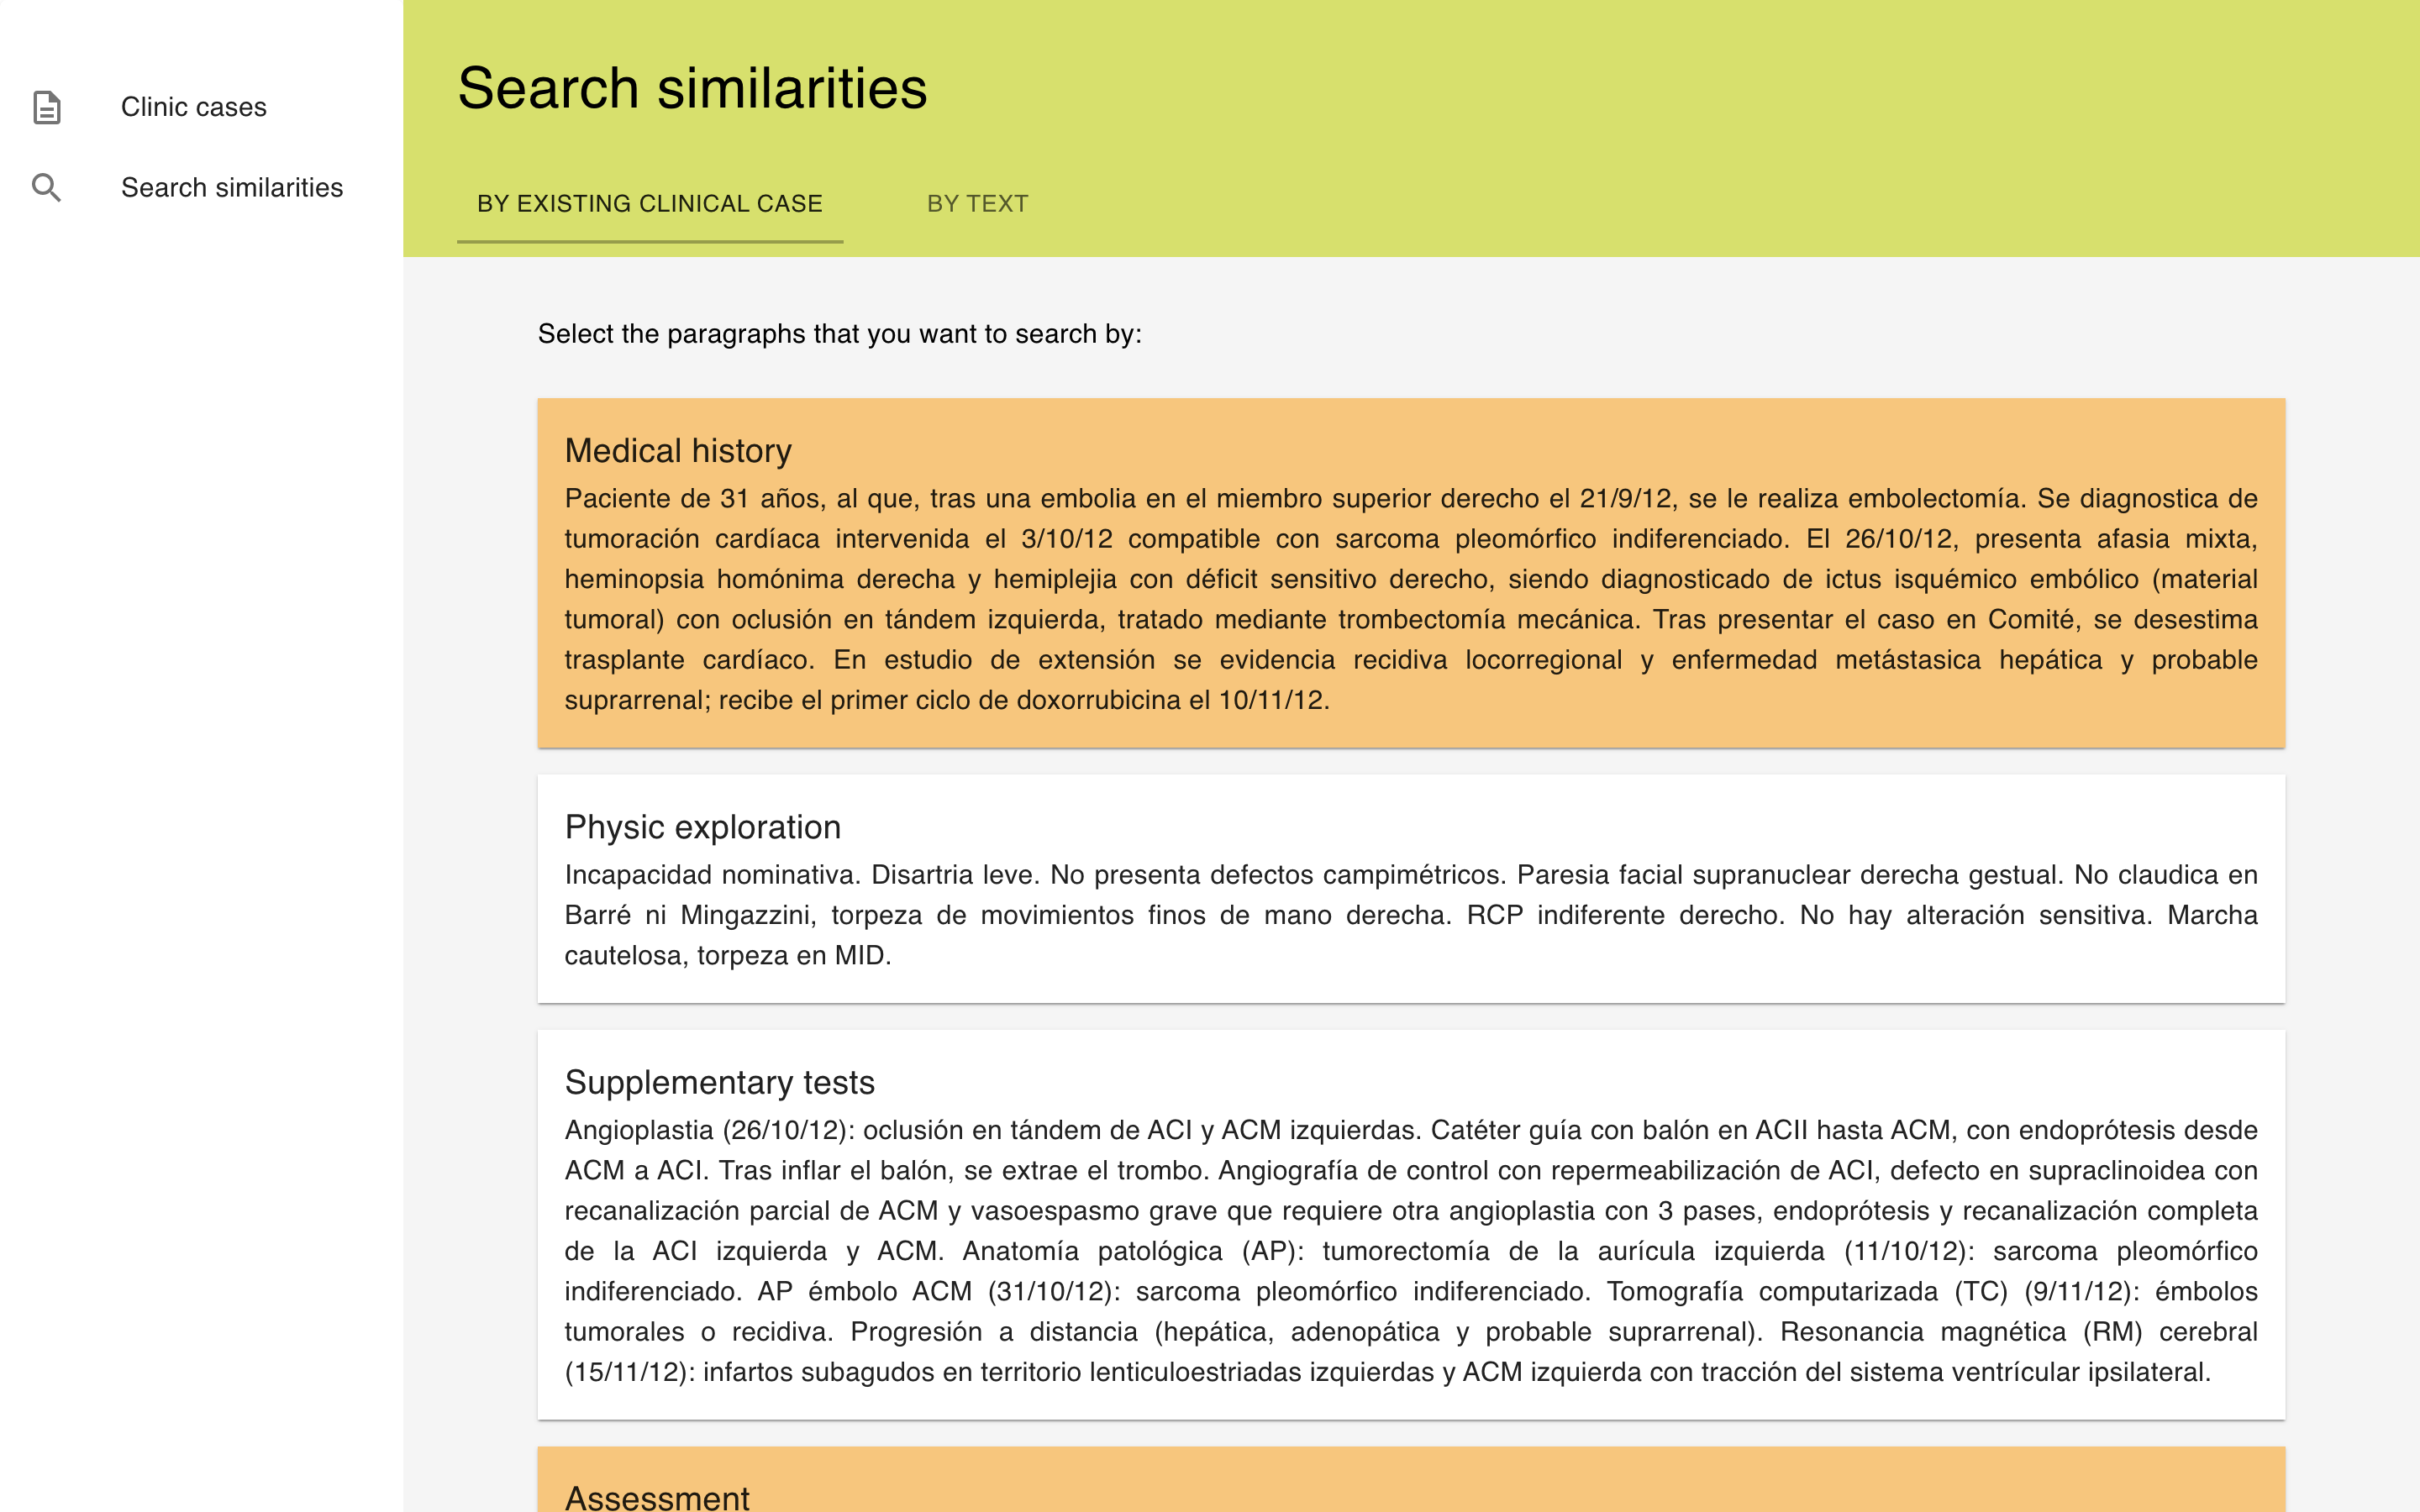 Clinic cases
Search similarities
Search similarities
BY EXISTING CLINICAL CASE
BY TEXT
Select the paragraphs that you want to search by:
Medical history
Paciente de 31 años, al que, tras una embolia en el miembro superior derecho el 21/9/12, se le realiza embolectomía. Se diagnostica de
tumoración cardíaca intervenida el 3/10/12 compatible con sarcoma pleomórfico indiferenciado. El 26/10/12, presenta afasia mixta,
heminopsia homónima derecha y hemiplejia con déficit sensitivo derecho, siendo diagnosticado de ictus isquémico embólico (material
tumoral) con oclusión en tándem izquierda, tratado mediante trombectomía mecánica. Tras presentar el caso en Comité, se desestima
trasplante cardíaco. En estudio de extensión se evidencia recidiva locorregional y enfermedad metástasica hepática y probable
suprarrenal; recibe el primer ciclo de doxorrubicina el 10/11/12.
Physic exploration
Incapacidad nominativa. Disartria leve. No presenta defectos campimétricos. Paresia facial supranuclear derecha gestual. No claudica en
Barré ni Mingazzini, torpeza de movimientos finos de mano derecha. RCP indiferente derecho. No hay alteración sensitiva. Marcha
cautelosa, torpeza en MID.
Supplementary tests
Angioplastia (26/10/12): oclusión en tándem de ACI y ACM izquierdas. Catéter guía con balón en ACII hasta ACM, con endoprótesis desde
ACM a ACI. Tras inflar el balón, se extrae el trombo. Angiografía de control con repermeabilización de ACI, defecto en supraclinoidea con
recanalización parcial de ACM y vasoespasmo grave que requiere otra angioplastia con 3 pases, endoprótesis y recanalización completa
de la ACI izquierda y ACM. Anatomía patológica (AP): tumorectomía de la aurícula izquierda (11/10/12): sarcoma pleomórfico
indiferenciado. AP émbolo ACM (31/10/12): sarcoma pleomórfico indiferenciado. Tomografía computarizada (TC) (9/11/12): émbolos
tumorales o recidiva. Progresión a distancia (hepática, adenopática y probable suprarrenal). Resonancia magnética (RM) cerebral
(15/11/12): infartos subagudos en territorio lenticuloestriadas izquierdas y ACM izquierda con tracción del sistema ventrícular ipsilateral.
Assessment